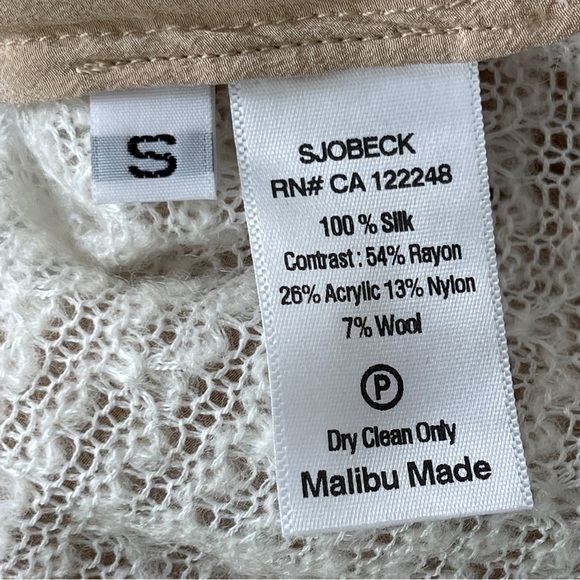 S
SJOBECK
RN# CA 122248
100 % Silk
Contrast : 54% Rayon
26% Acrylic 13% Nylon
7% Wool
P
Dry Clean Only
Malibu Made